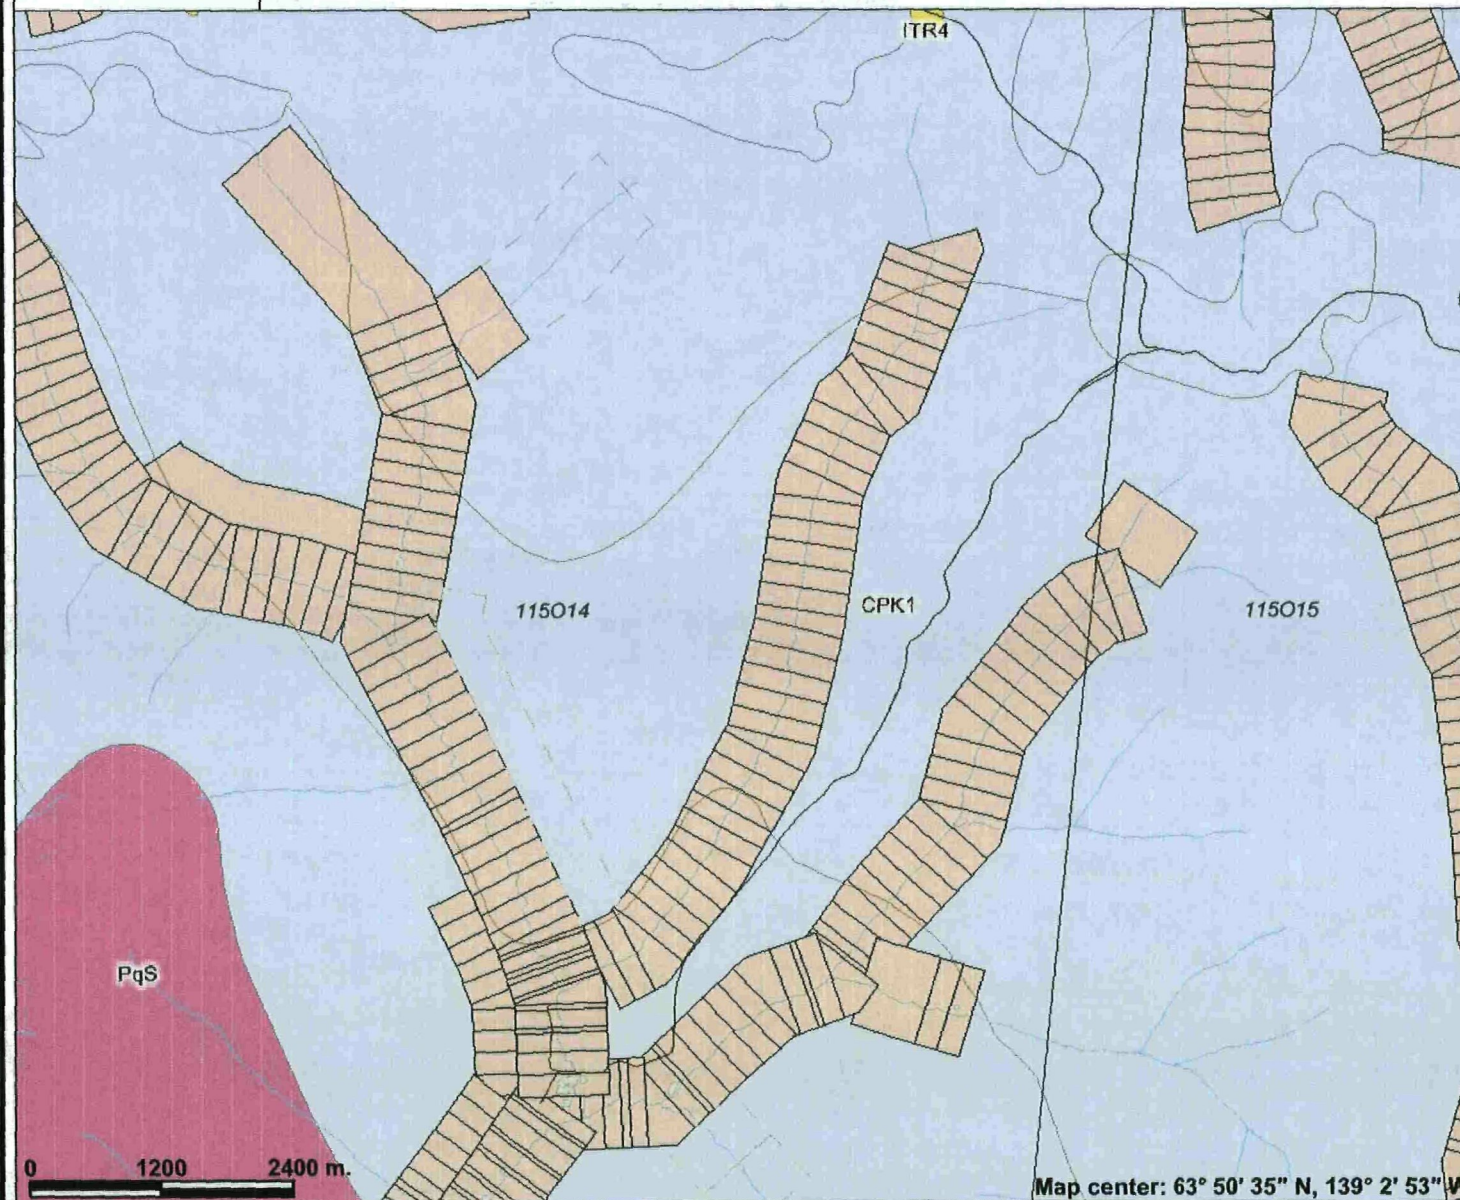 ITR4
115O14
CPK1
115O15
PqS
0 1200 2400 m.
Map center: 63° 50' 35" N, 139° 2' 53" W